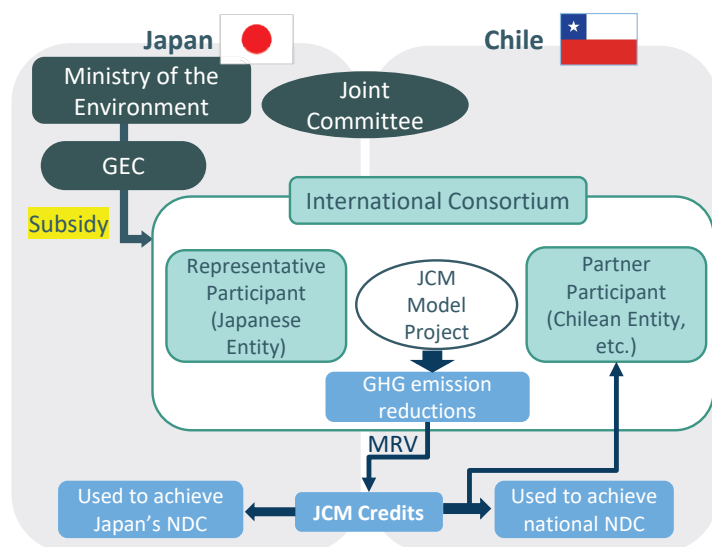 Japan
Chile
Ministry of the
Environment
Joint
Committee
GEC
International Consortium
Subsidy
Representative
Participant
(Japanese
Entity)
JCM
Model
Project
Partner
Participant
(Chilean Entity,
etc.)
GHG emission
reductions
MRV
Used to achieve
Japan’s NDC
JCM Credits
Used to achieve
national NDC